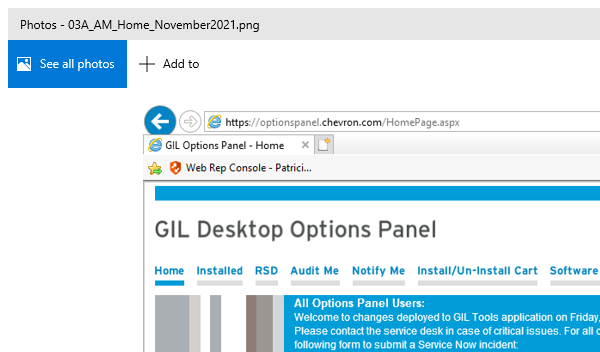 Photos - 03A_AM_Home_November2021.png
See all photos
Add to
https://optionspanel.chevron.com/HomePage.aspx
GIL Options Panel - Home
Web Rep Console - Patrici...
GIL Desktop Options Panel
Home Installed RSD Audit Me Notify Me Install/Un-Install Cart Software
All Options Panel Users:
Welcome to changes deployed to GIL Tools application on Friday,
Please contact the service desk in case of critical issues. For all
following form to submit a Service Now incident: